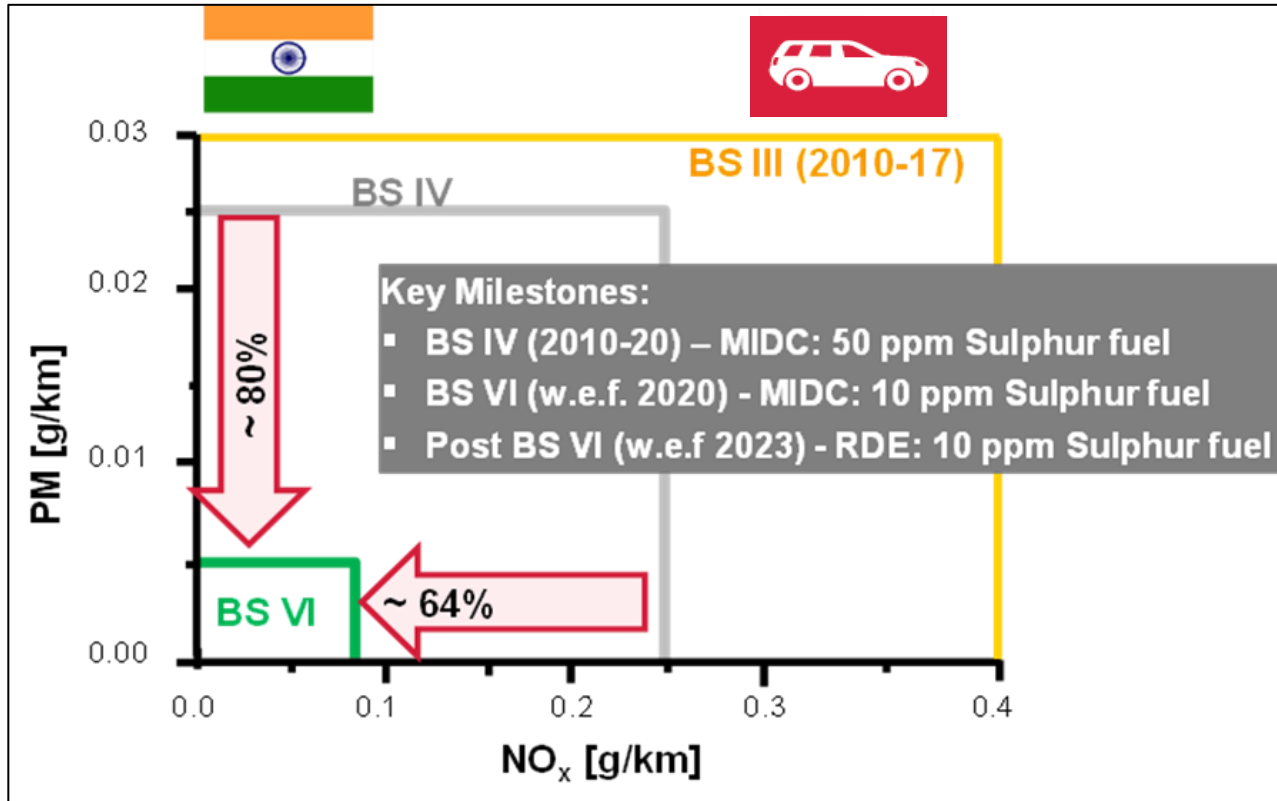 0.03
BS III (2010-17)
BS IV
0.02
Key Milestones:
▪ BS IV (2010-20) – MIDC: 50 ppm Sulphur fuel
▪ BS VI (w.e.f. 2020) - MIDC: 10 ppm Sulphur fuel
▪ Post BS VI (w.e.f 2023) - RDE: 10 ppm Sulphur fuel
~ 80%
PM [g/km]
0.01
BS VI
~ 64%
0.00
0.0 0.1 0.2 0.3 0.4
NOx [g/km]